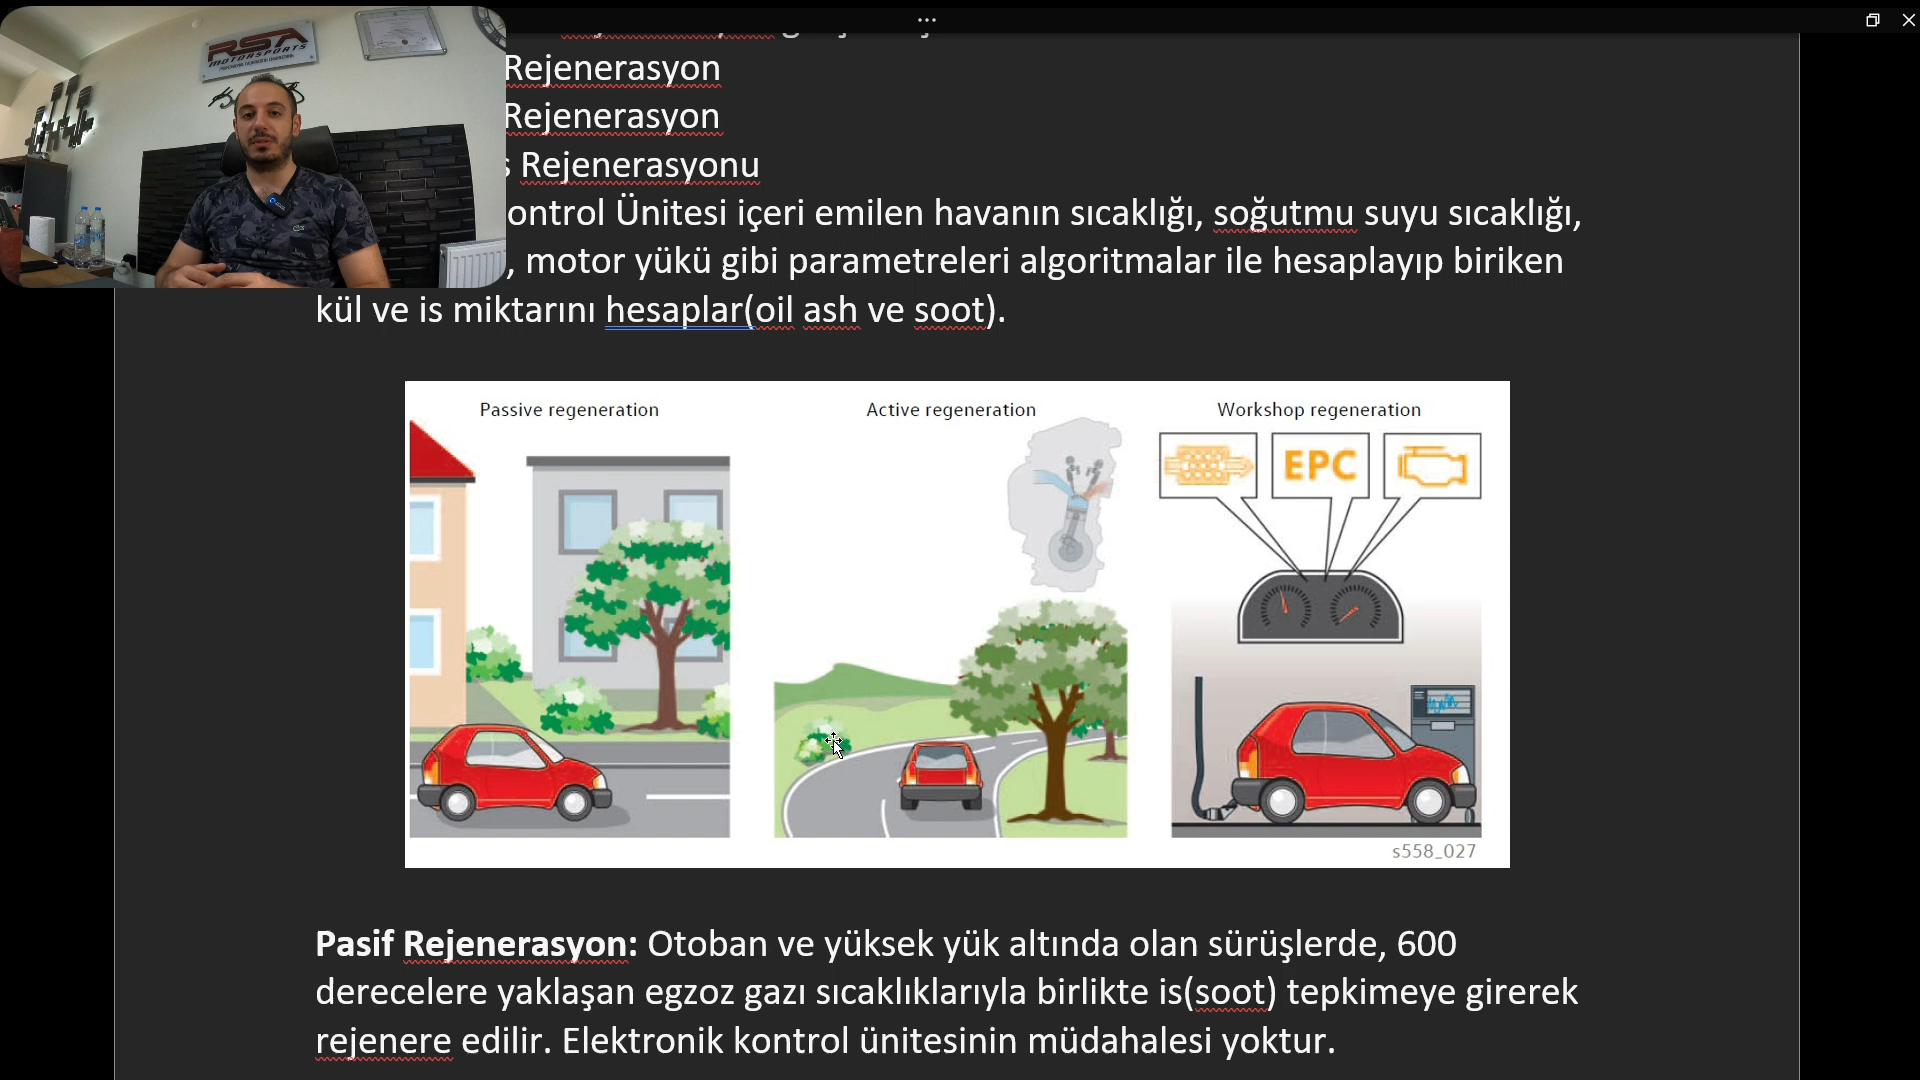 RSA
MOTORSPORTS
Rejenerasyon
Rejenerasyon
s Rejenerasyonu
ontrol Ünitesi içeri emilen havanın sıcaklığı, soğutmu suyu sıcaklığı,
, motor yükü gibi parametreleri algoritmalar ile hesaplayıp biriken
kül ve is miktarını hesaplar(oil ash ve soot).
Passive regeneration
Active regeneration
Workshop regeneration
EPC
s558_027
Pasif Rejenerasyon: Otoban ve yüksek yük altında olan sürüşlerde, 600
derecelere yaklaşan egzoz gazı sıcaklıklarıyla birlikte is(soot) tepkimeye girerek
rejenere edilir. Elektronik kontrol ünitesinin müdahalesi yoktur.